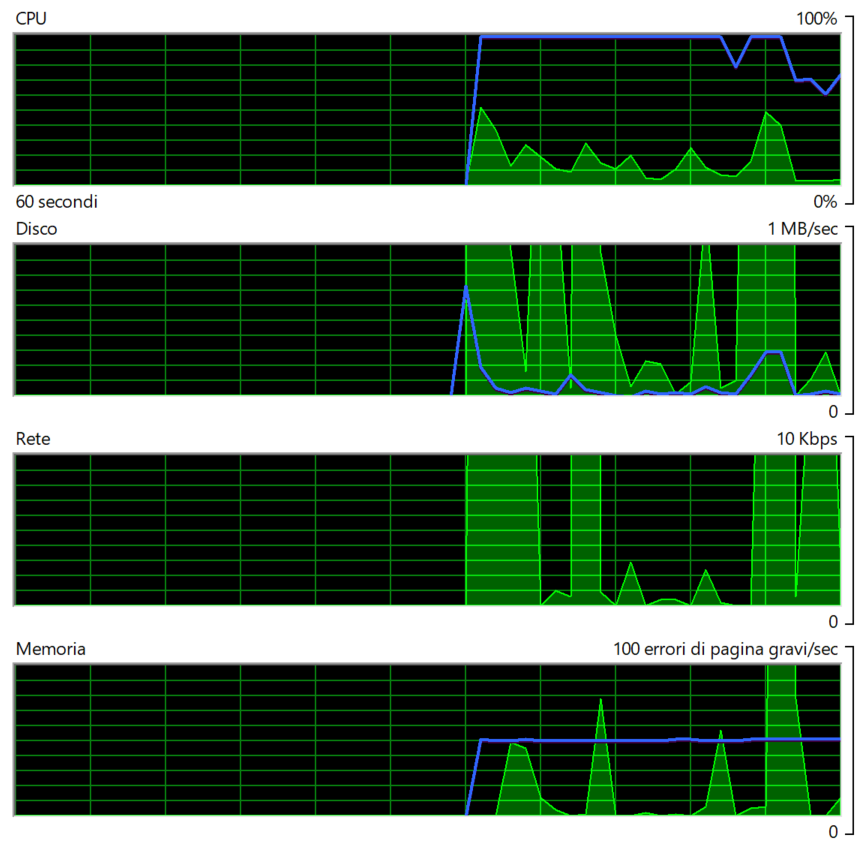 CPU 100%
60 secondi 0%
Disco 1 MB/sec
0
Rete 10 Kbps
0
Memoria 100 errori di pagina gravi/sec
0